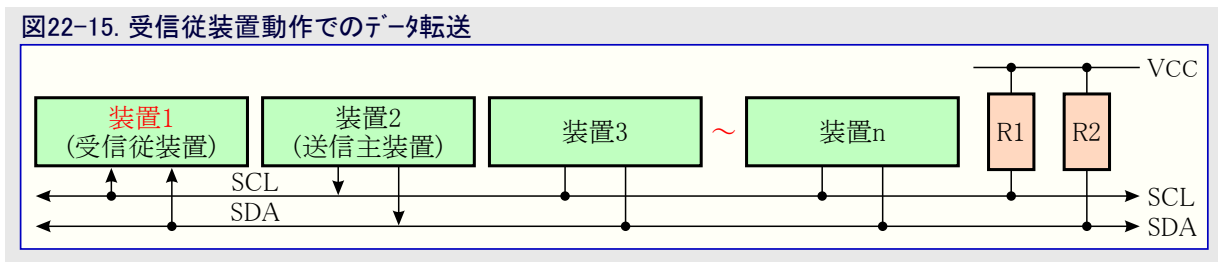 図22-15. 受信従装置動作でのﾃﾞｰﾀ転送
VCC
装置1
(受信従装置)
装置2
(送信主装置)
装置3
～
装置n
R1
R2
SCL
SCL
SDA
SDA